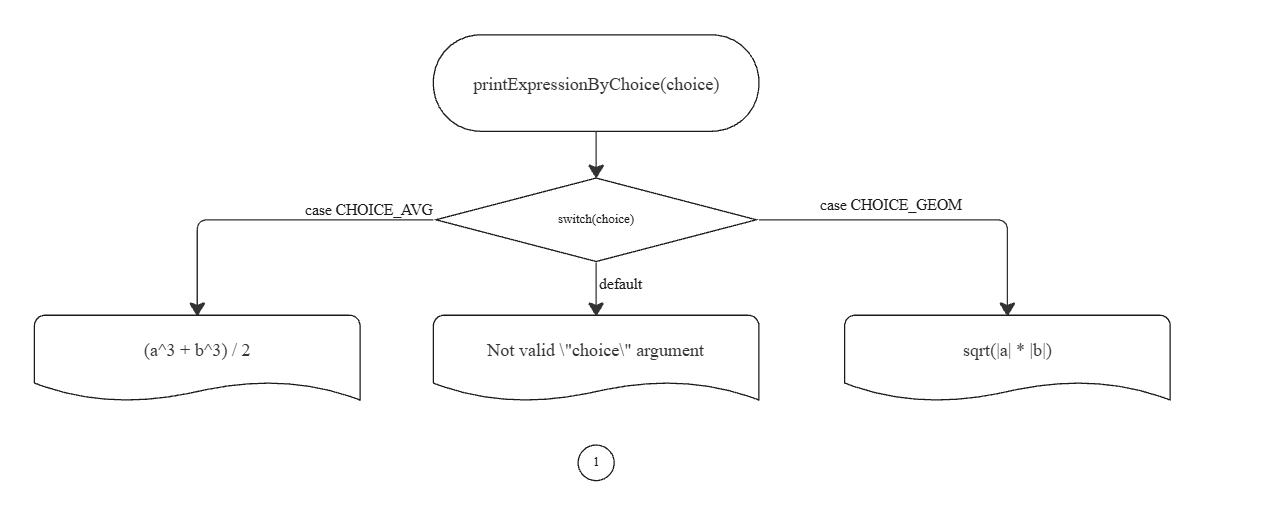 printExpressionByChoice(choice)
case CHOICE_AVG
switch(choice)
case CHOICE_GEOM
default
(a^3 + b^3) / 2
Not valid \"choice\" argument
sqrt(|a| * |b|)
1